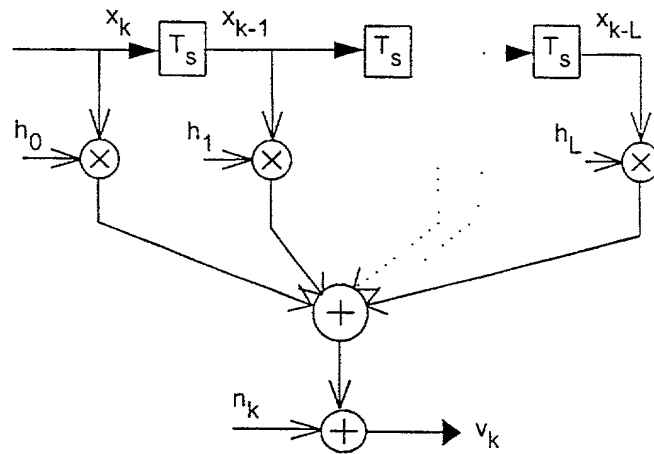 x_k
T_s
x_{k-1}
T_s
T_s
x_{k-L}
h_0
×
h_1
×
h_L
×
+
n_k
+
v_k